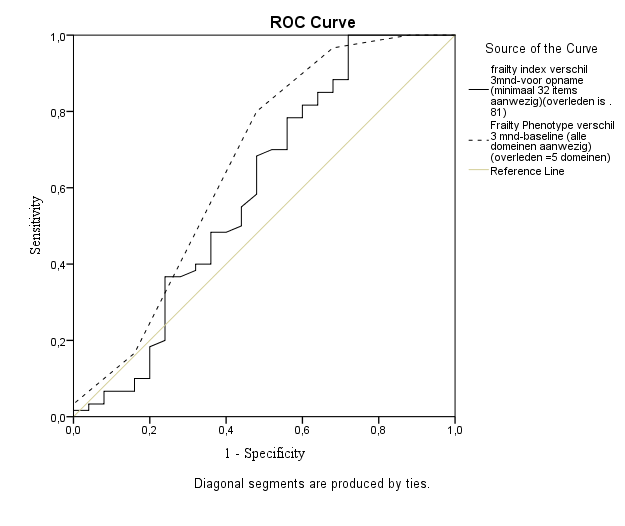 ROC Curve
Source of the Curve
frailty index verschil
3mnd-voor opname
(minimaal 32 items
aanwezig)(overleden is .
81)
Frailty Phenotype verschil
3 mnd-baseline (alle
domeinen aanwezig)
(overleden =5 domeinen)
Reference Line
Sensitivity
1,0
0,8
0,6
0,4
0,2
0,0
0,0 0,2 0,4 0,6 0,8 1,0
1 - Specificity
Diagonal segments are produced by ties.